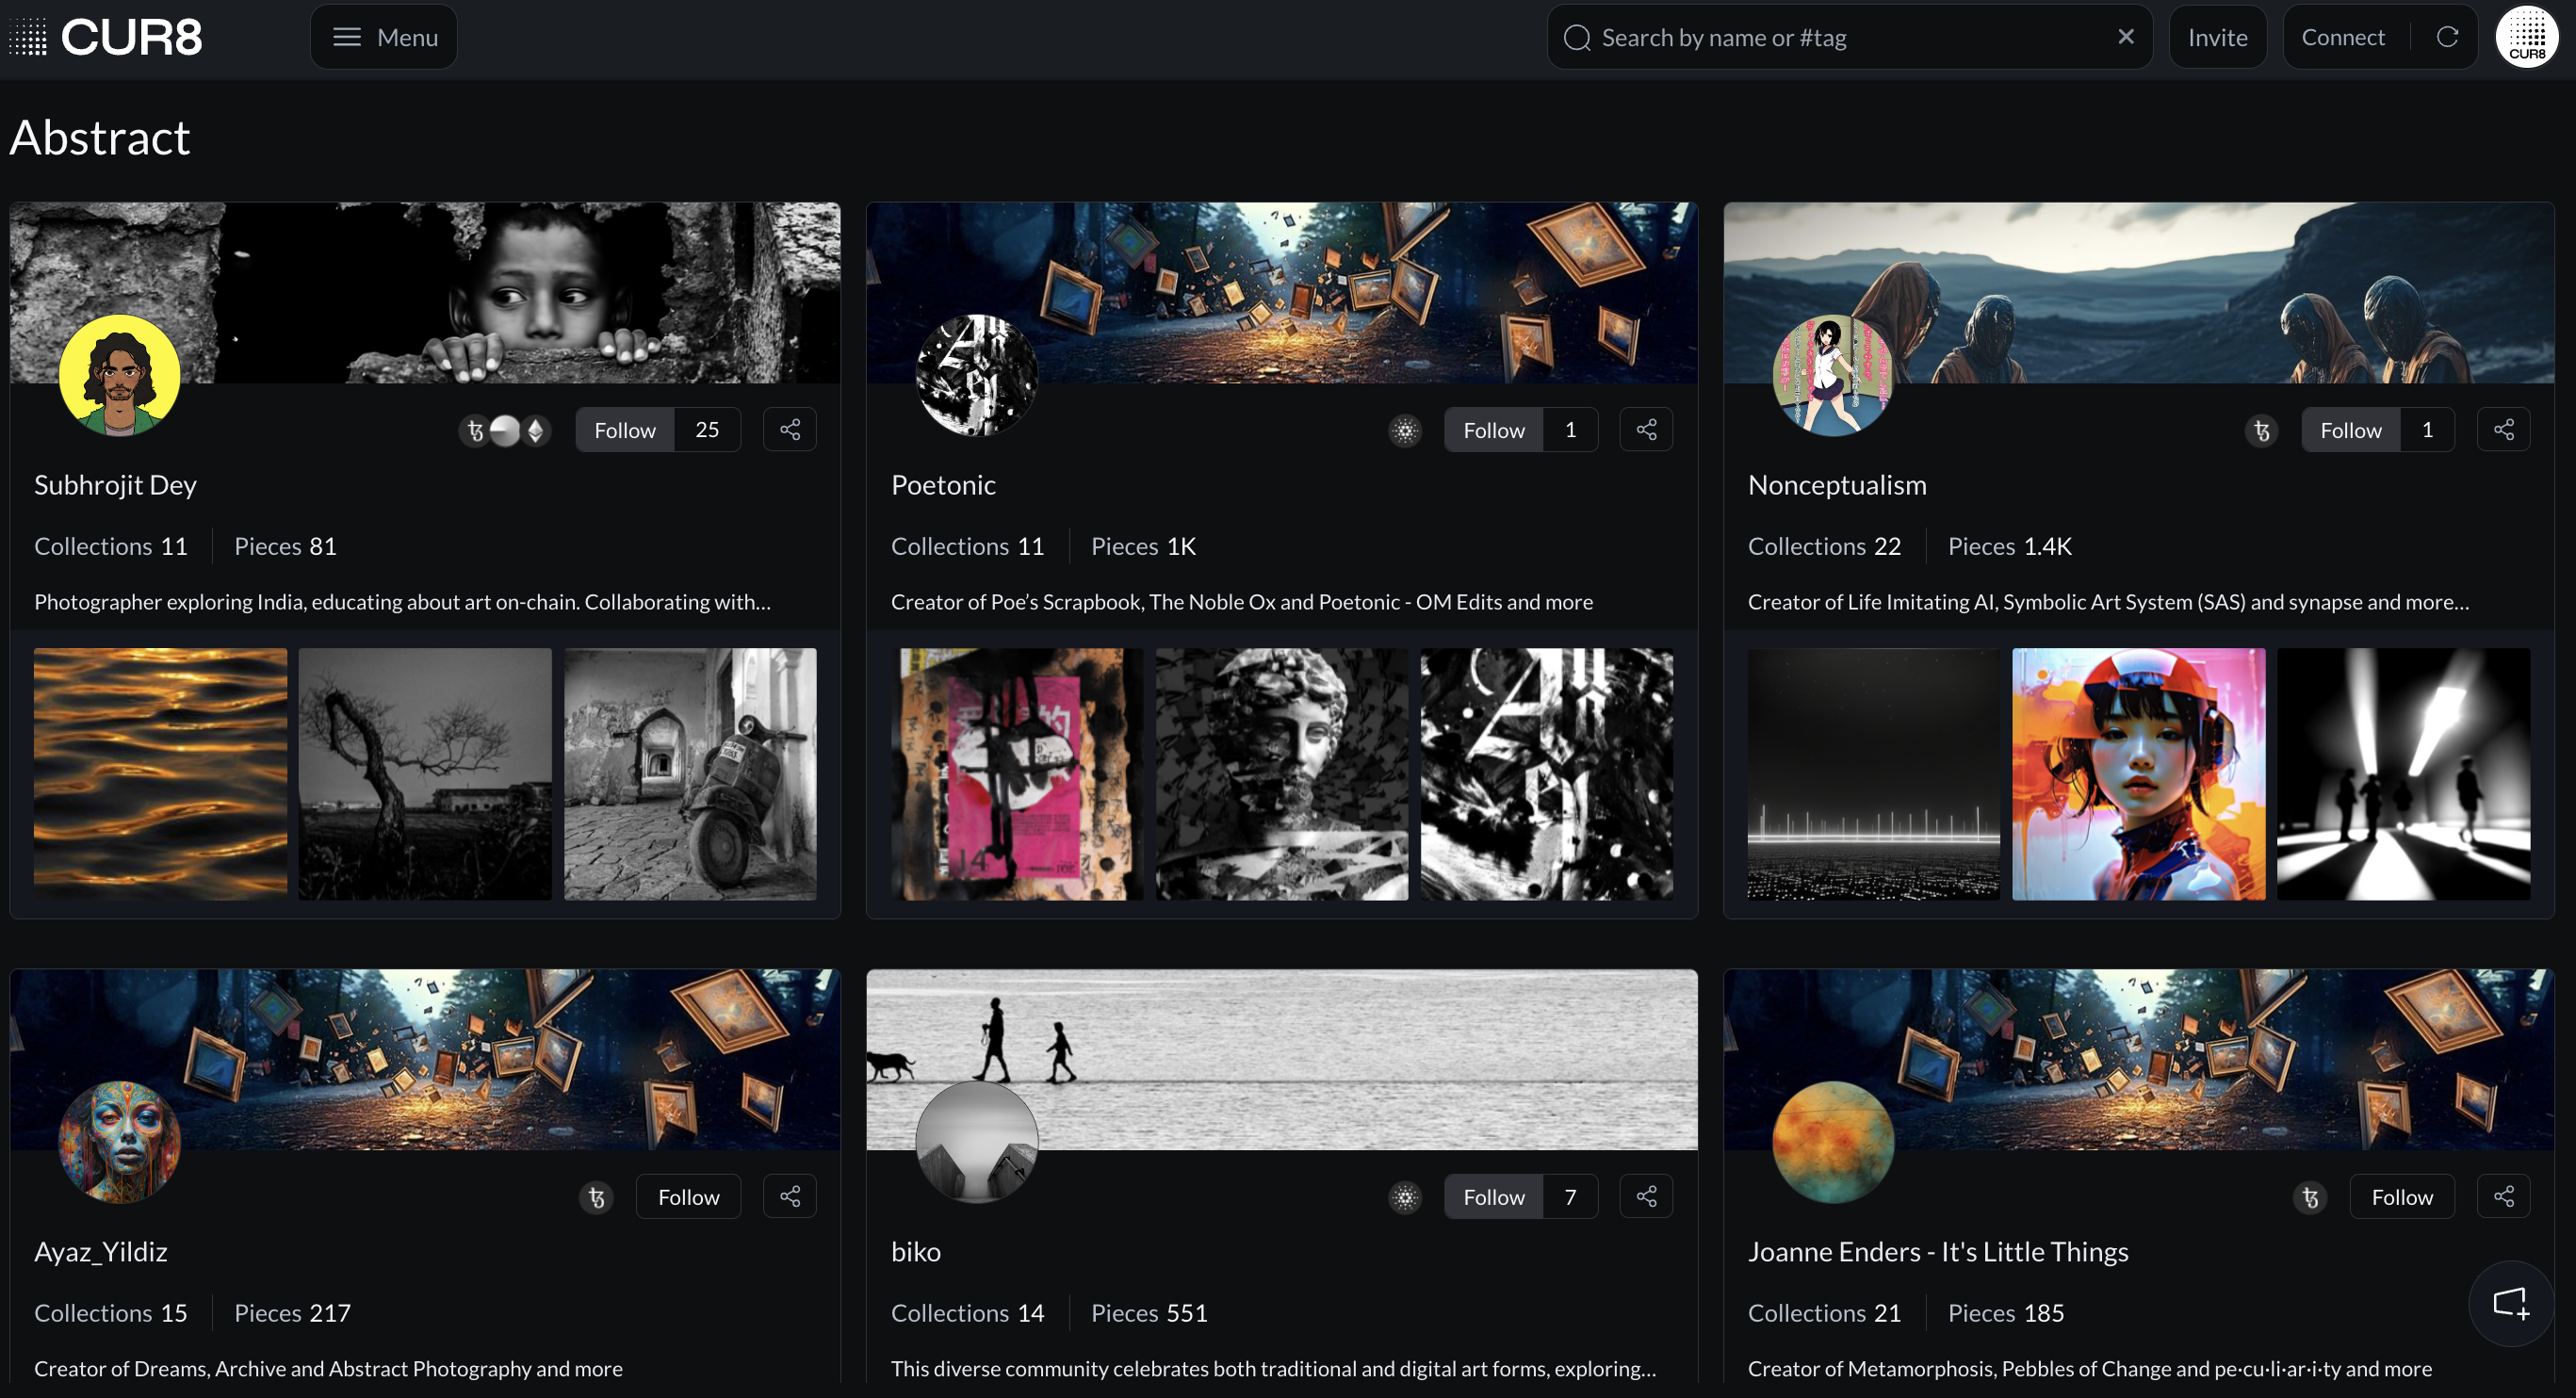 CUR8
Menu
Search by name or #tag
Invite
Connect
CUR8
Abstract
Follow 25
Subhrojit Dey
Collections 11 Pieces 81
Photographer exploring India, educating about art on-chain. Collaborating with...
Follow 1
Poetonic
Collections 11 Pieces 1K
Creator of Poe’s Scrapbook, The Noble Ox and Poetonic - OM Edits and more
14
Follow 1
Nonceptualism
Collections 22 Pieces 1.4K
Creator of Life Imitating AI, Symbolic Art System (SAS) and synapse and more...
Follow
Ayaz_Yildiz
Collections 15 Pieces 217
Creator of Dreams, Archive and Abstract Photography and more
Follow 7
biko
Collections 14 Pieces 551
This diverse community celebrates both traditional and digital art forms, exploring...
Follow
Joanne Enders - It's Little Things
Collections 21 Pieces 185
Creator of Metamorphosis, Pebbles of Change and pe·cu·li·ar·i·ty and more